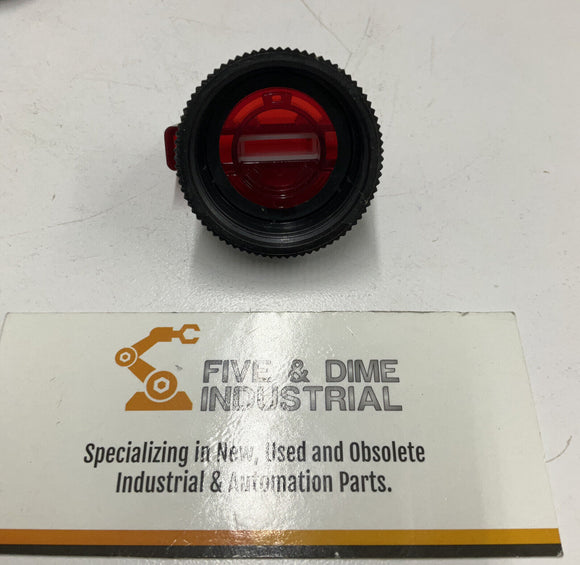 FIVE & DIME
INDUSTRIAL
Specializing in New, Used and Obsolete
Industrial & Automation Parts.